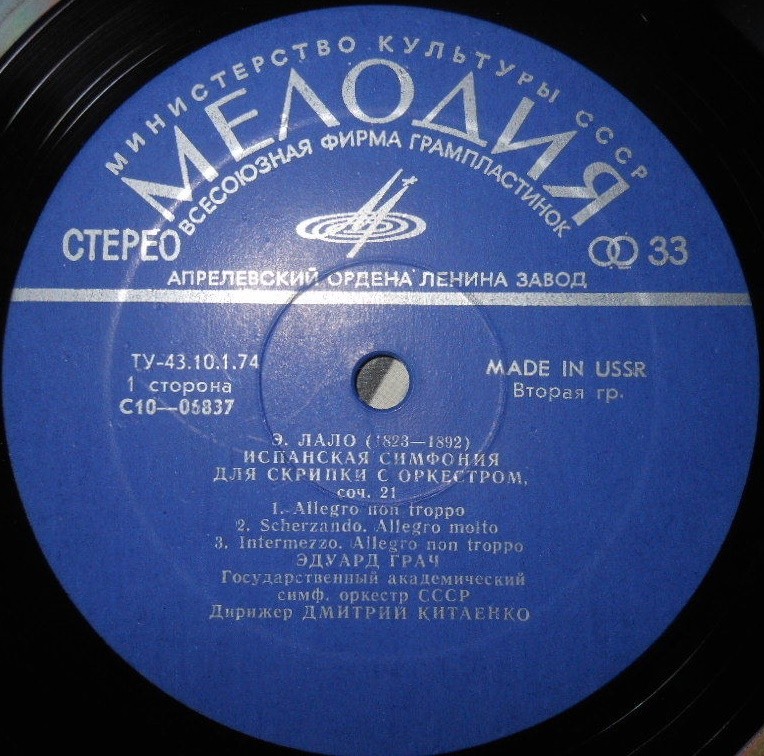 МИНИСТЕРСТВО КУЛЬТУРЫ СССР
МЕЛОДИЯ
ВСЕСОЮЗНАЯ ФИРМА ГРАМПЛАСТИНОК
СТЕРЕО
33
АПРЕЛЕВСКИЙ ОРДЕНА ЛЕНИНА ЗАВОД
ТУ-43.10.1.74
1 сторона
С10—06837
MADE IN USSR
Вторая гр.
Э. ЛАЛО (1823—1892)
ИСПАНСКАЯ СИМФОНИЯ
ДЛЯ СКРИПКИ С ОРКЕСТРОМ,
соч. 21
1. Allegro non troppo
2. Scherzando. Allegro molto
3. Intermezzo. Allegro non troppo
ЭДУАРД ГРАЧ
Государственный академический
симф. оркестр СССР
Дирижер ДМИТРИЙ КИТАЕНКО